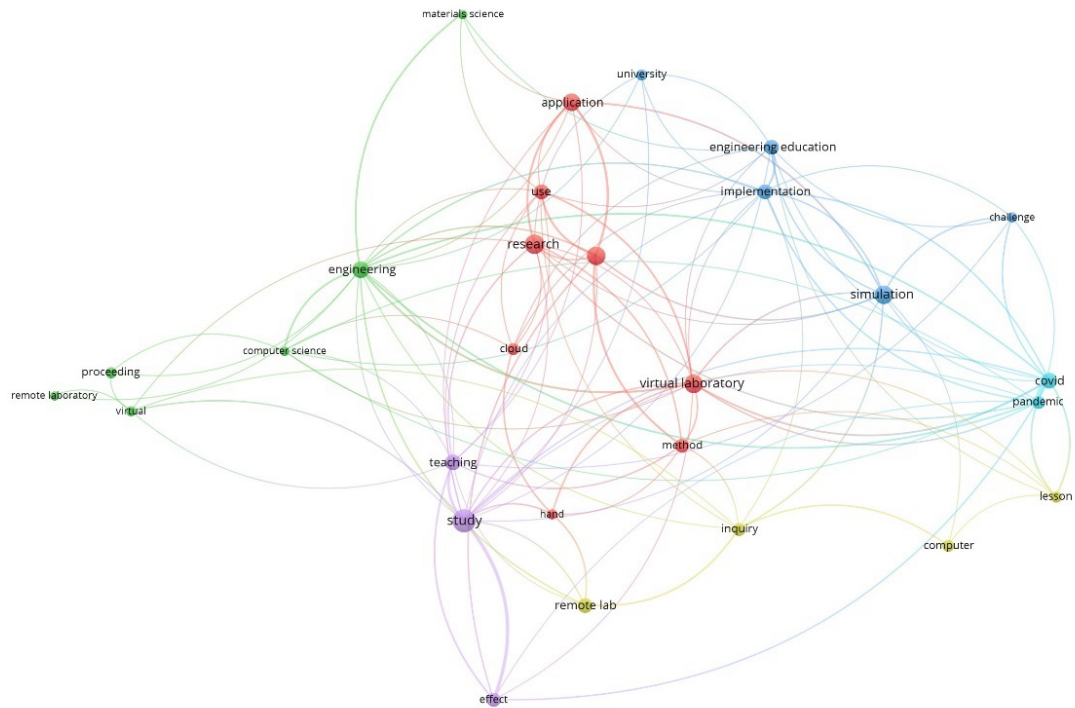 materials science
university
application
engineering education
use
implementation
challenge
research
engineering
simulation
cloud
computer science
proceeding
virtual laboratory
covid
remote laboratory
pandemic
virtual
method
teaching
lesson
hand
study
inquiry
computer
remote lab
effect